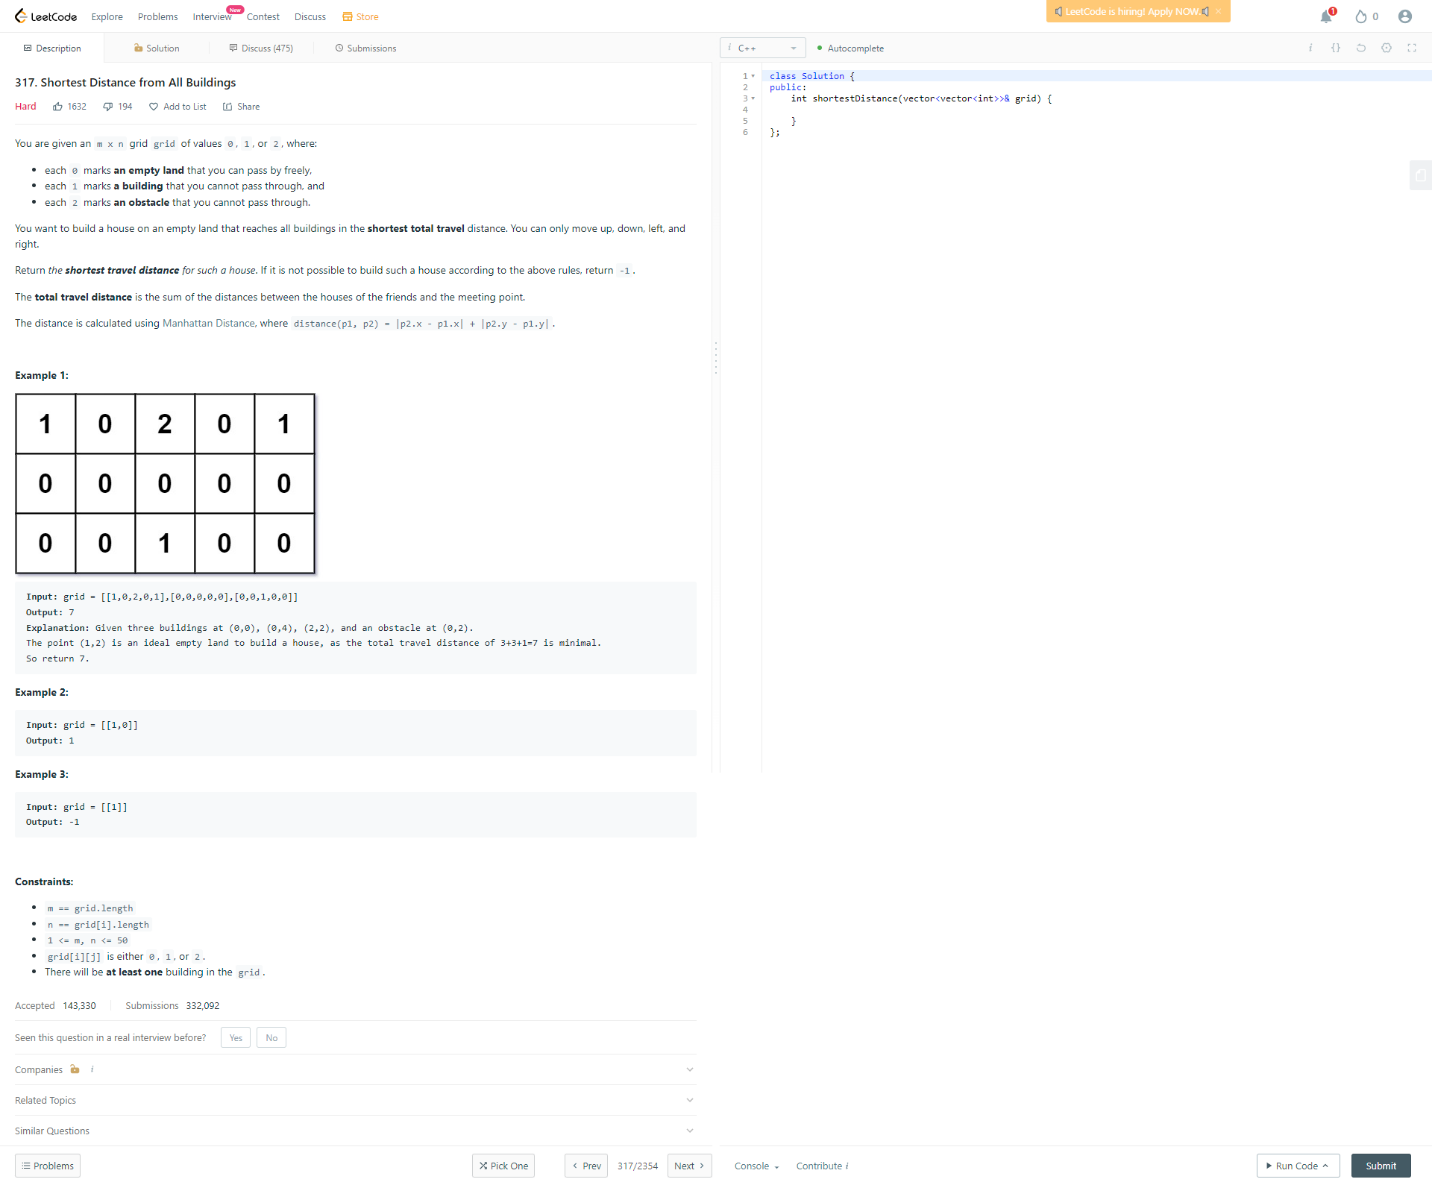 LeetCode Explore Problems Interview New Contest Discuss Store LeetCode is hiring! Apply NOW. × 1 0
Description Solution Discuss (475) Submissions i C++ Autocomplete i {}
317. Shortest Distance from All Buildings
Hard 1632 194 Add to List Share
You are given an m x n grid grid of values 0, 1, or 2, where:
• each 0 marks an empty land that you can pass by freely,
• each 1 marks a building that you cannot pass through, and
• each 2 marks an obstacle that you cannot pass through.
You want to build a house on an empty land that reaches all buildings in the shortest total travel distance. You can only move up, down, left, and
right.
Return the shortest travel distance for such a house. If it is not possible to build such a house according to the above rules, return -1.
The total travel distance is the sum of the distances between the houses of the friends and the meeting point.
The distance is calculated using Manhattan Distance, where distance(p1, p2) = |p2.x - p1.x| + |p2.y - p1.y|.
Example 1:
1 0 2 0 1
0 0 0 0 0
0 0 1 0 0
Input: grid = [[1,0,2,0,1],[0,0,0,0,0],[0,0,1,0,0]]
Output: 7
Explanation: Given three buildings at (0,0), (0,4), (2,2), and an obstacle at (0,2).
The point (1,2) is an ideal empty land to build a house, as the total travel distance of 3+3+1=7 is minimal.
So return 7.
Example 2:
Input: grid = [[1,0]]
Output: 1
Example 3:
Input: grid = [[1]]
Output: -1
Constraints:
• m == grid.length
• n == grid[i].length
• 1 <= m, n <= 50
• grid[i][j] is either 0, 1, or 2.
• There will be at least one building in the grid.
Accepted 143,330 Submissions 332,092
Seen this question in a real interview before? Yes No
Companies i
Related Topics
Similar Questions
Problems Pick One < Prev 317/2354 Next >
1 class Solution {
2 public:
3 int shortestDistance(vector<vector<int>>& grid) {
4
5 }
6 };
Console Contribute i Run Code Submit